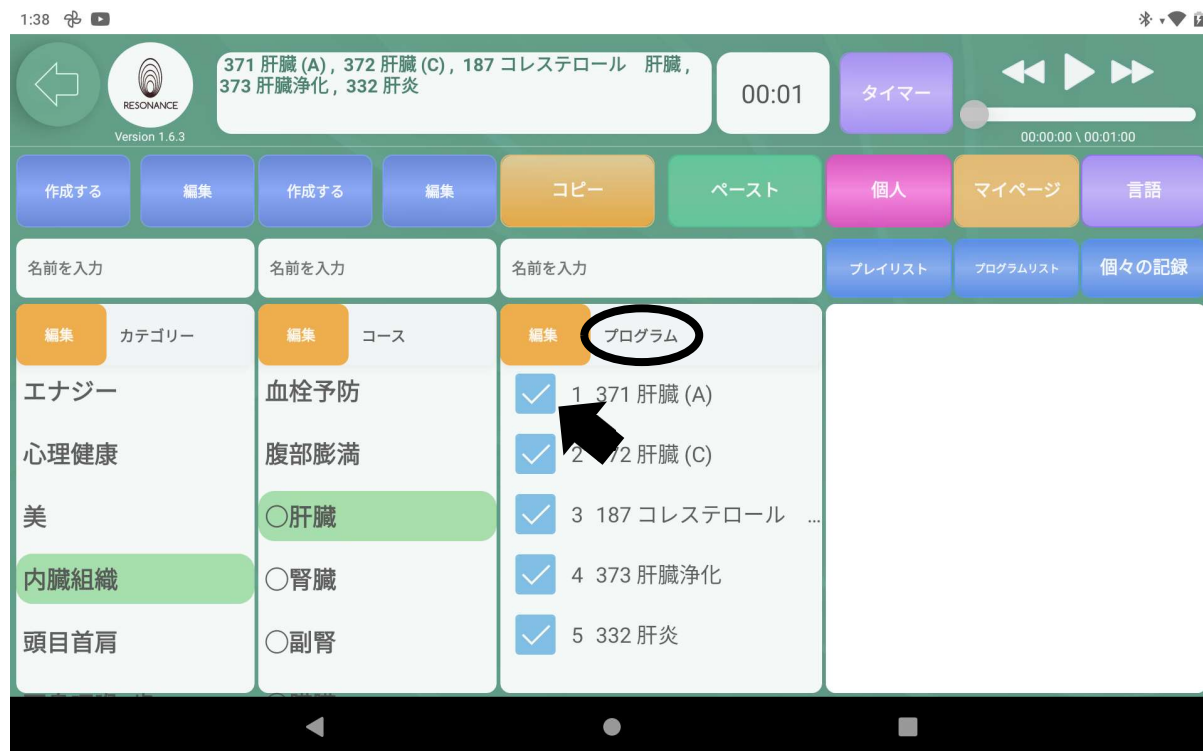 1:38
RESONANCE
Version 1.6.3
371 肝臓 (A) , 372 肝臓 (C) , 187 コレステロール　肝臓 ,
373 肝臓浄化 , 332 肝炎
00:01
タイマー
00:00:00 \ 00:01:00
作成する 編集 作成する 編集 コピー ペースト 個人 マイページ 言語
名前を入力 名前を入力 名前を入力 プレイリスト プログラムリスト 個々の記録
編集 カテゴリー 編集 コース 編集 プログラム
エナジー
心理健康
美
内臓組織
頭目首肩
血栓予防
腹部膨満
〇肝臓
〇腎臓
〇副腎
1 371 肝臓 (A)
2 72 肝臓 (C)
3 187 コレステロール ...
4 373 肝臓浄化
5 332 肝炎